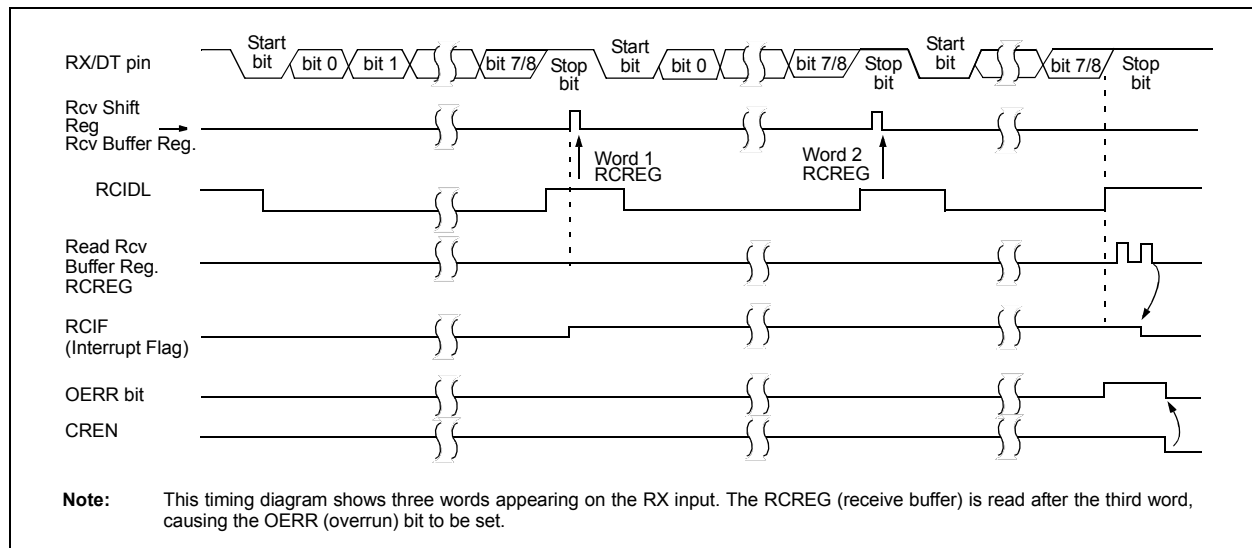 RX/DT pin
Start
bit
bit 0
bit 1
bit 7/8
Stop
bit
Start
bit
bit 0
bit 7/8
Stop
bit
Start
bit
bit 7/8
Stop
bit
Rcv Shift
Reg
Rcv Buffer Reg.
Word 1
RCREG
Word 2
RCREG
RCIDL
Read Rcv
Buffer Reg.
RCREG
RCIF
(Interrupt Flag)
OERR bit
CREN
Note: This timing diagram shows three words appearing on the RX input. The RCREG (receive buffer) is read after the third word,
causing the OERR (overrun) bit to be set.